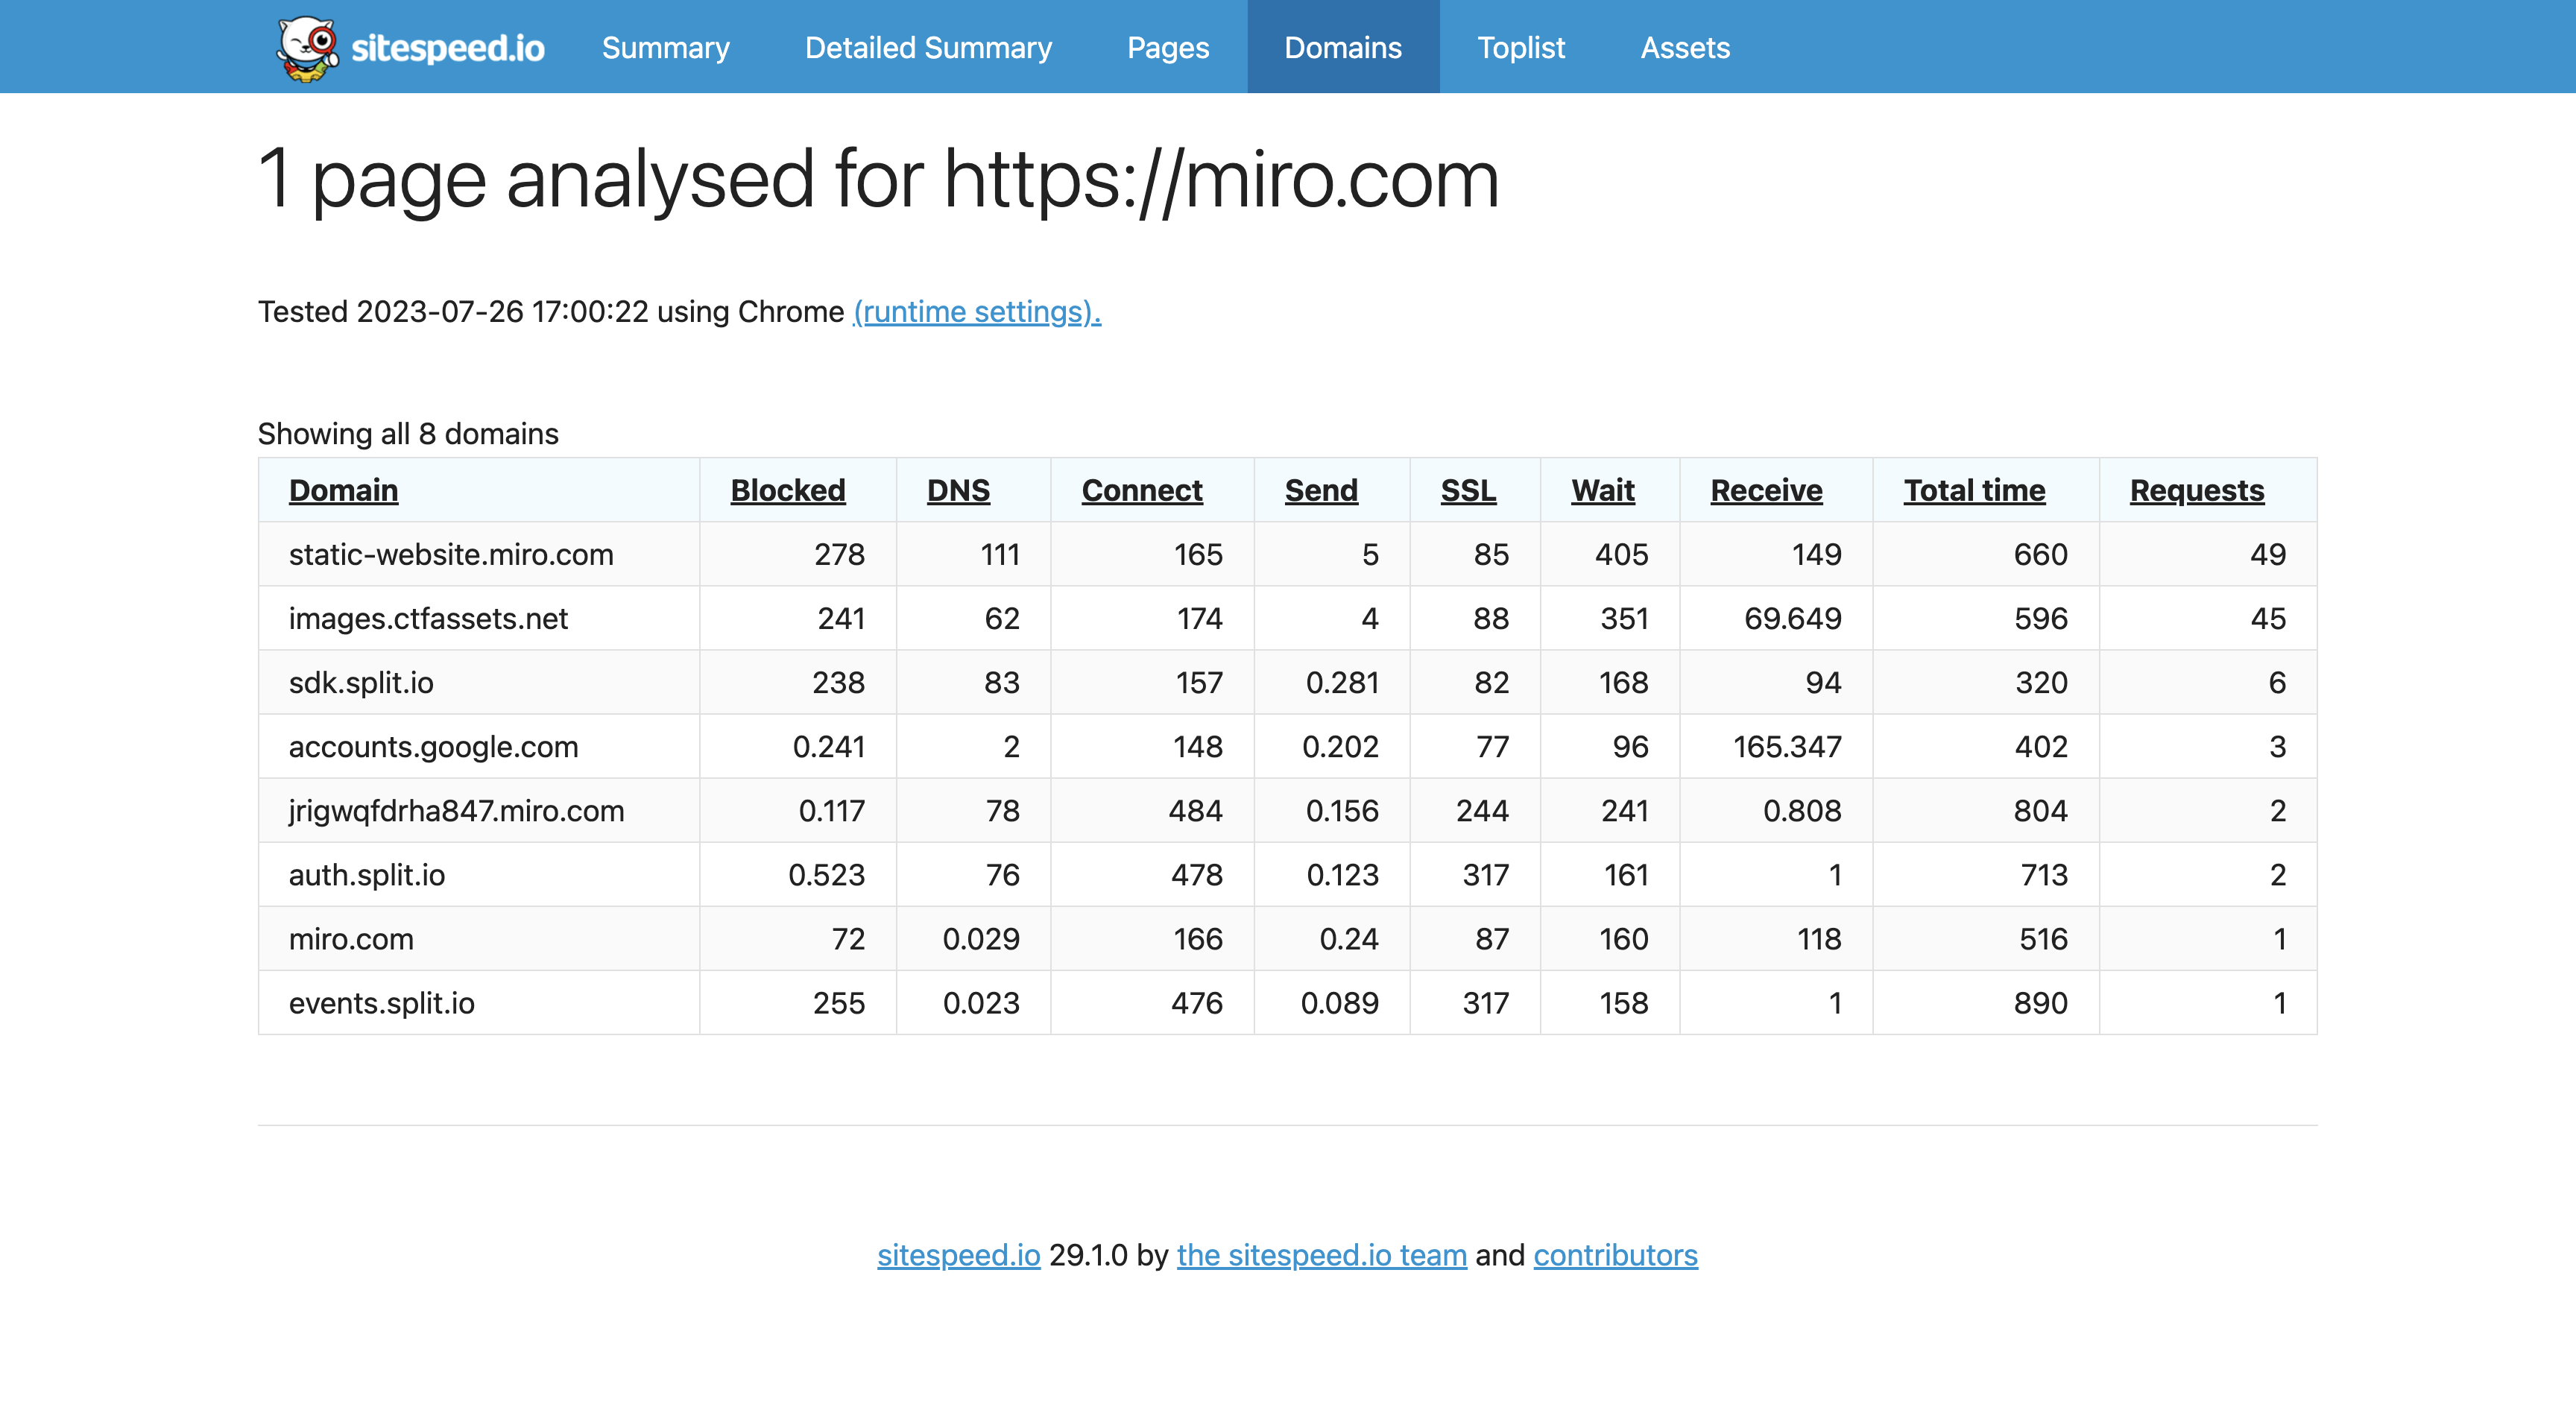 sitespeed.io Summary Detailed Summary Pages Domains Toplist Assets
1 page analysed for https://miro.com
Tested 2023-07-26 17:00:22 using Chrome (runtime settings).
Showing all 8 domains
Domain Blocked DNS Connect Send SSL Wait Receive Total time Requests
static-website.miro.com 278 111 165 5 85 405 149 660 49
images.ctfassets.net 241 62 174 4 88 351 69.649 596 45
sdk.split.io 238 83 157 0.281 82 168 94 320 6
accounts.google.com 0.241 2 148 0.202 77 96 165.347 402 3
jrigwqfdrha847.miro.com 0.117 78 484 0.156 244 241 0.808 804 2
auth.split.io 0.523 76 478 0.123 317 161 1 713 2
miro.com 72 0.029 166 0.24 87 160 118 516 1
events.split.io 255 0.023 476 0.089 317 158 1 890 1
sitespeed.io 29.1.0 by the sitespeed.io team and contributors